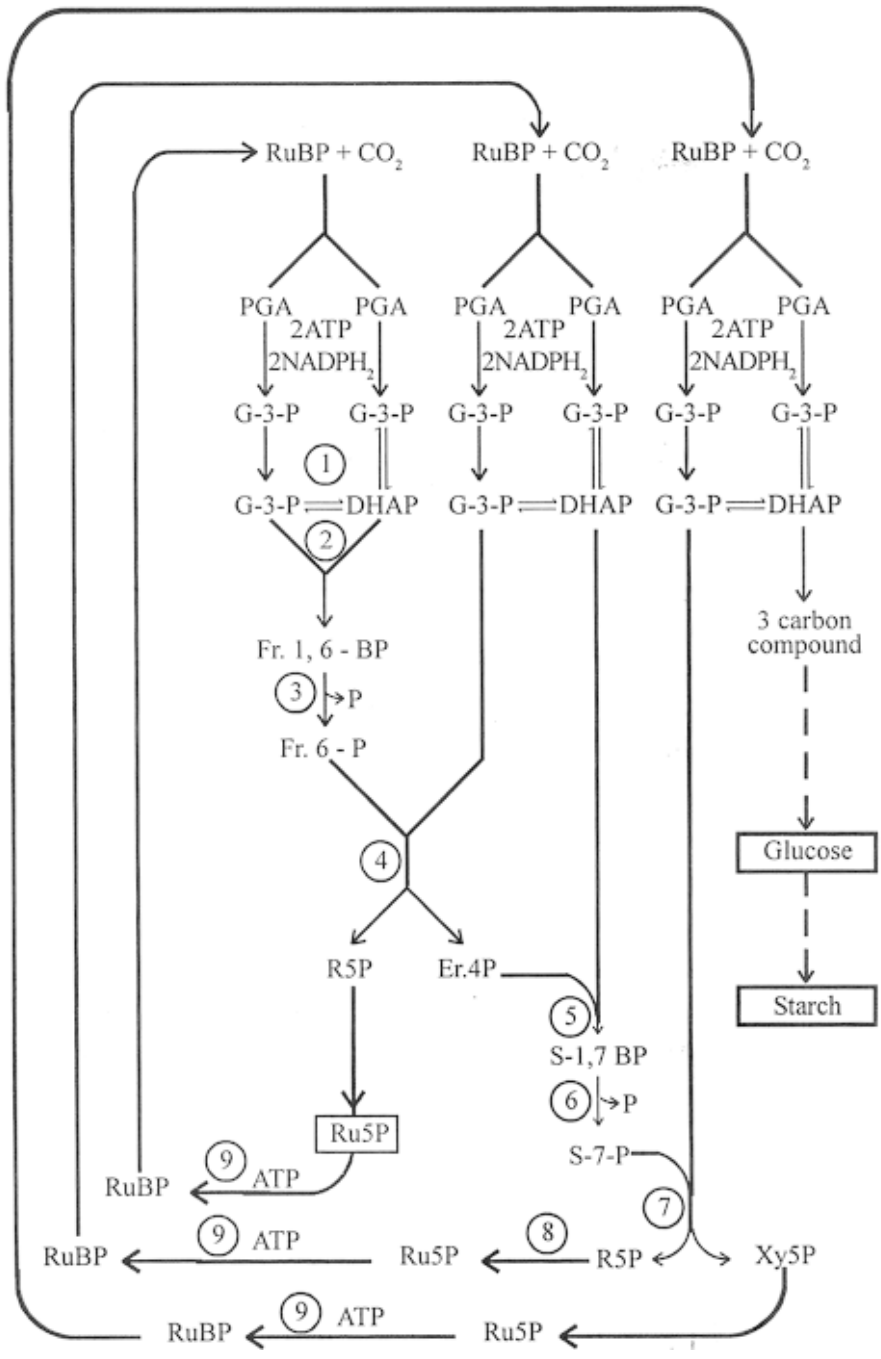 RuBP + CO₂ RuBP + CO₂ RuBP + CO₂
PGA PGA PGA PGA PGA PGA
2ATP 2ATP 2ATP
2NADPH₂ 2NADPH₂ 2NADPH₂
G-3-P G-3-P G-3-P G-3-P G-3-P G-3-P
1
G-3-P DHAP G-3-P DHAP G-3-P DHAP
2
3 carbon
compound
Fr. 1, 6 - BP
3 P
Fr. 6 - P
4 Glucose
R5P Er.4P
Starch
5
S-1,7 BP
6 P
Ru5P
S-7-P
9 ATP
RuBP
7
9 ATP 8
RuBP Ru5P R5P Xy5P
9 ATP
RuBP Ru5P